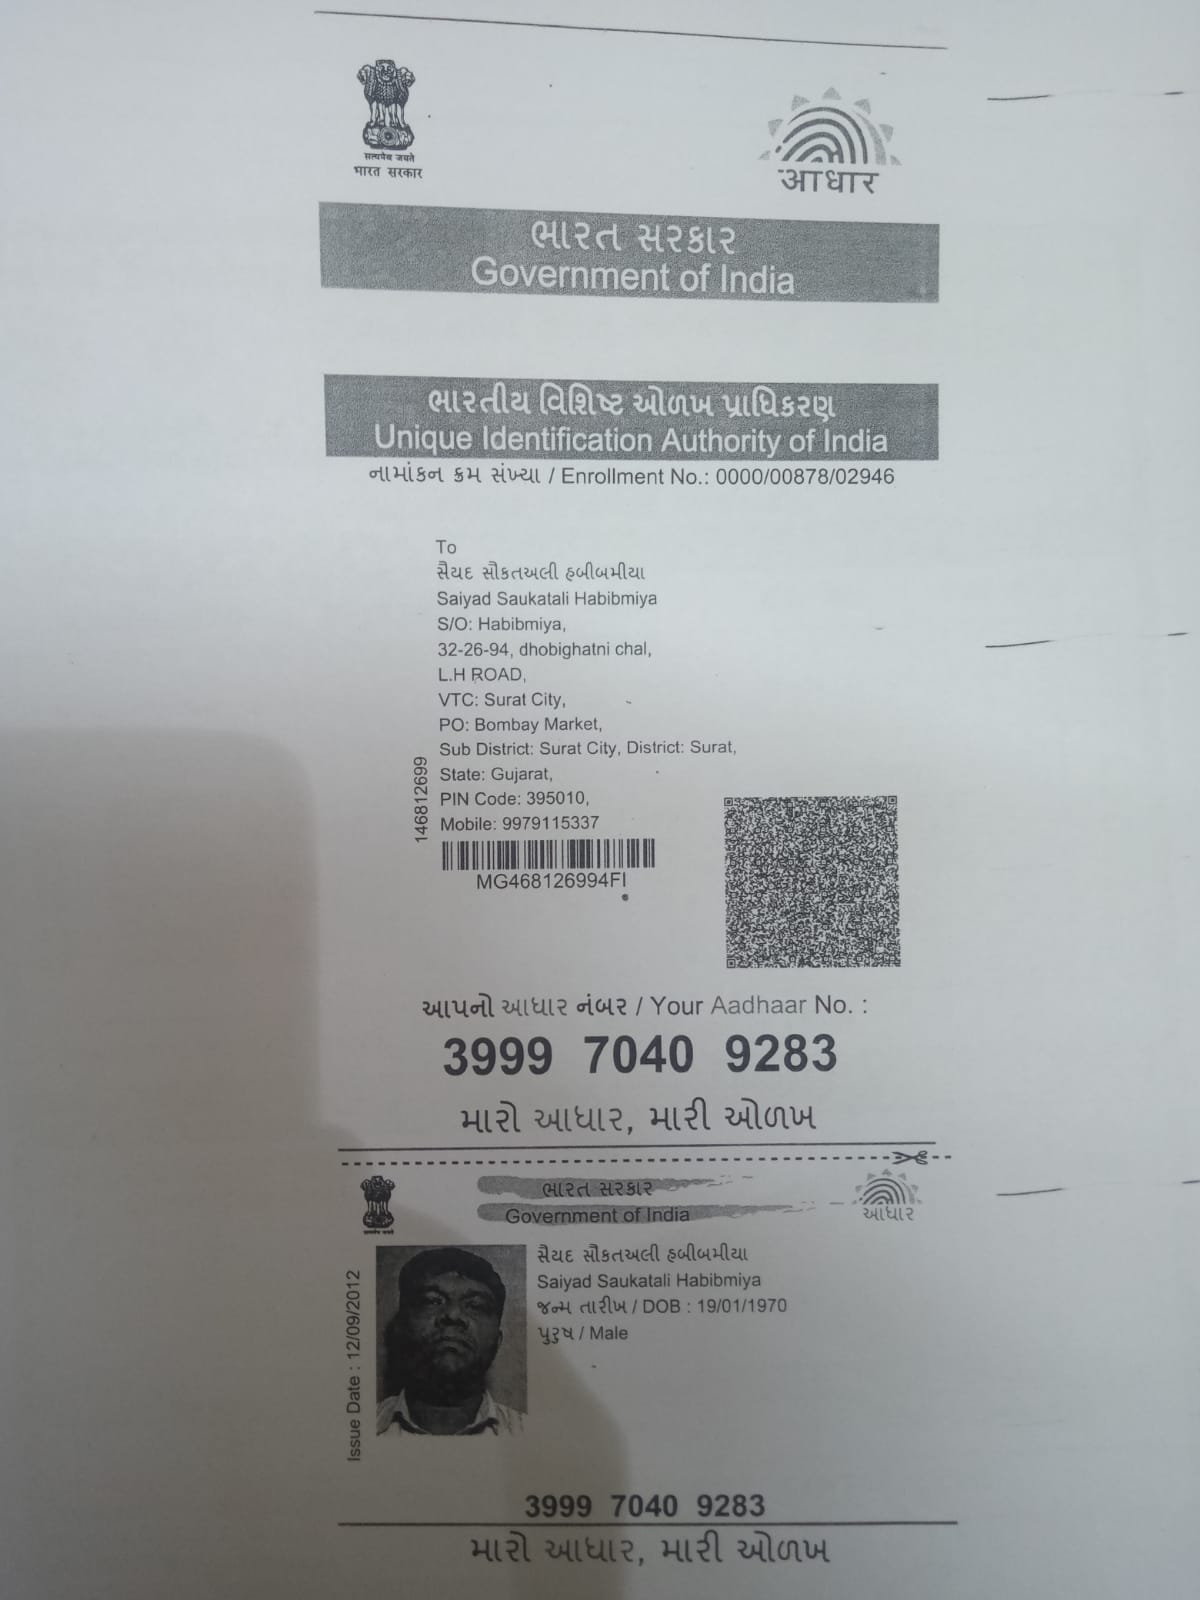 सत्यमेव जयते
भारत सरकार
आधार
ભારત સરકાર
Government of India
ભારતીય વિશિષ્ટ ઓળખ પ્રાધિકરણ
Unique Identification Authority of India
નામાંકન ક્રમ સંખ્યા / Enrollment No.: 0000/00878/02946
To
સૈયદ સૌકતઅલી હબીબમીયા
Saiyad Saukatali Habibmiya
S/O: Habibmiya,
32-26-94, dhobighatni chal,
L.H ROAD,
VTC: Surat City,
PO: Bombay Market,
Sub District: Surat City, District: Surat,
State: Gujarat,
PIN Code: 395010,
Mobile: 9979115337
146812699
MG468126994FI
આપનો આધાર નંબર / Your Aadhaar No. :
3999 7040 9283
મારો આધાર, મારી ઓળખ
ભારત સરકાર
Government of India
આધાર
સૈયદ સૌકતઅલી હબીબમીયા
Saiyad Saukatali Habibmiya
જન્મ તારીખ / DOB : 19/01/1970
પુરુષ / Male
Issue Date : 12/09/2012
3999 7040 9283
મારો આધાર, મારી ઓળખ